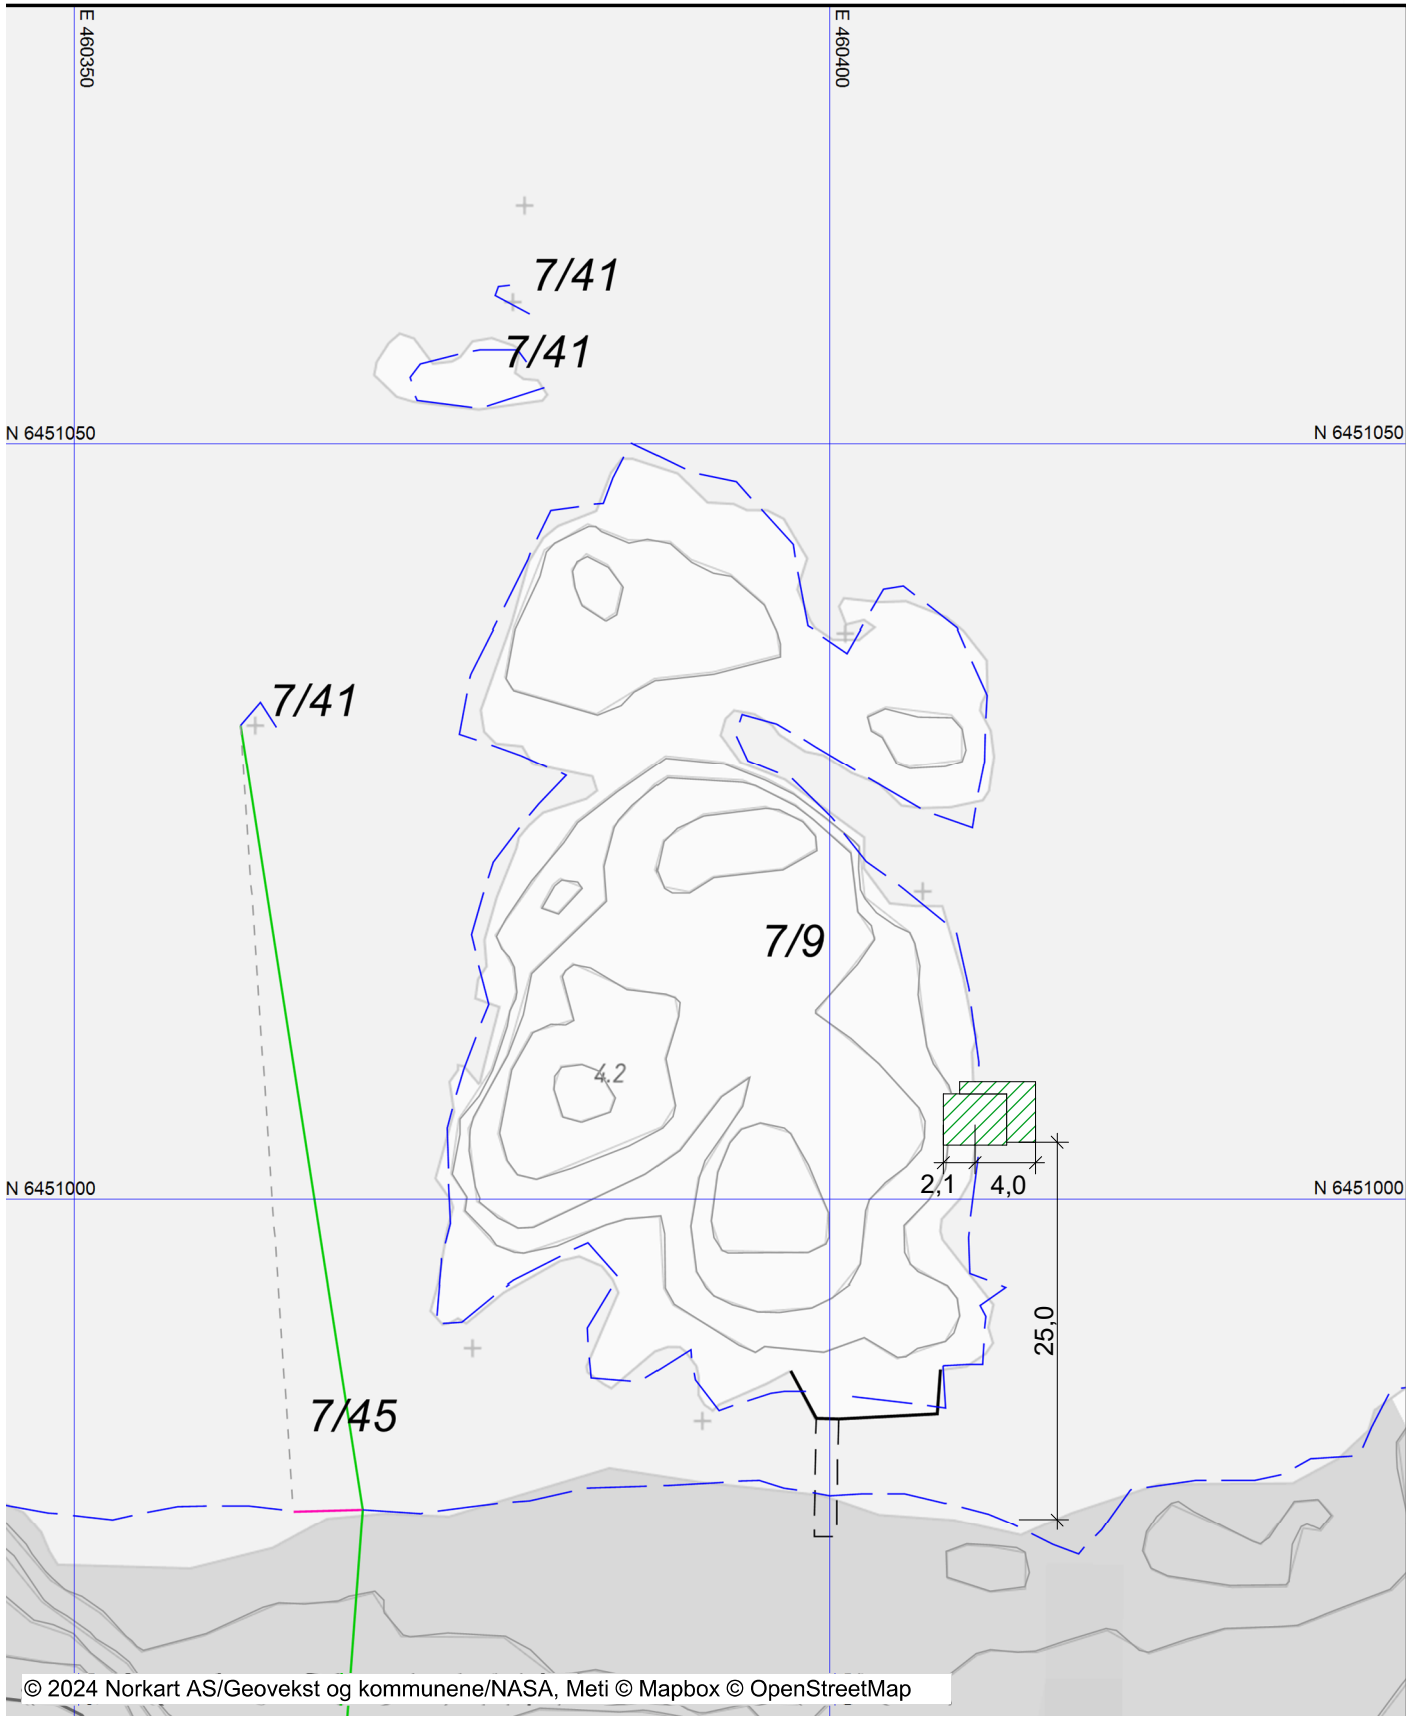 E 460350
E 460400
7/41
7/41
N 6451050
N 6451050
7/41
7/9
4.2
2,1
4,0
N 6451000
N 6451000
25,0
7/45
© 2024 Norkart AS/Geovekst og kommunene/NASA, Meti © Mapbox © OpenStreetMap